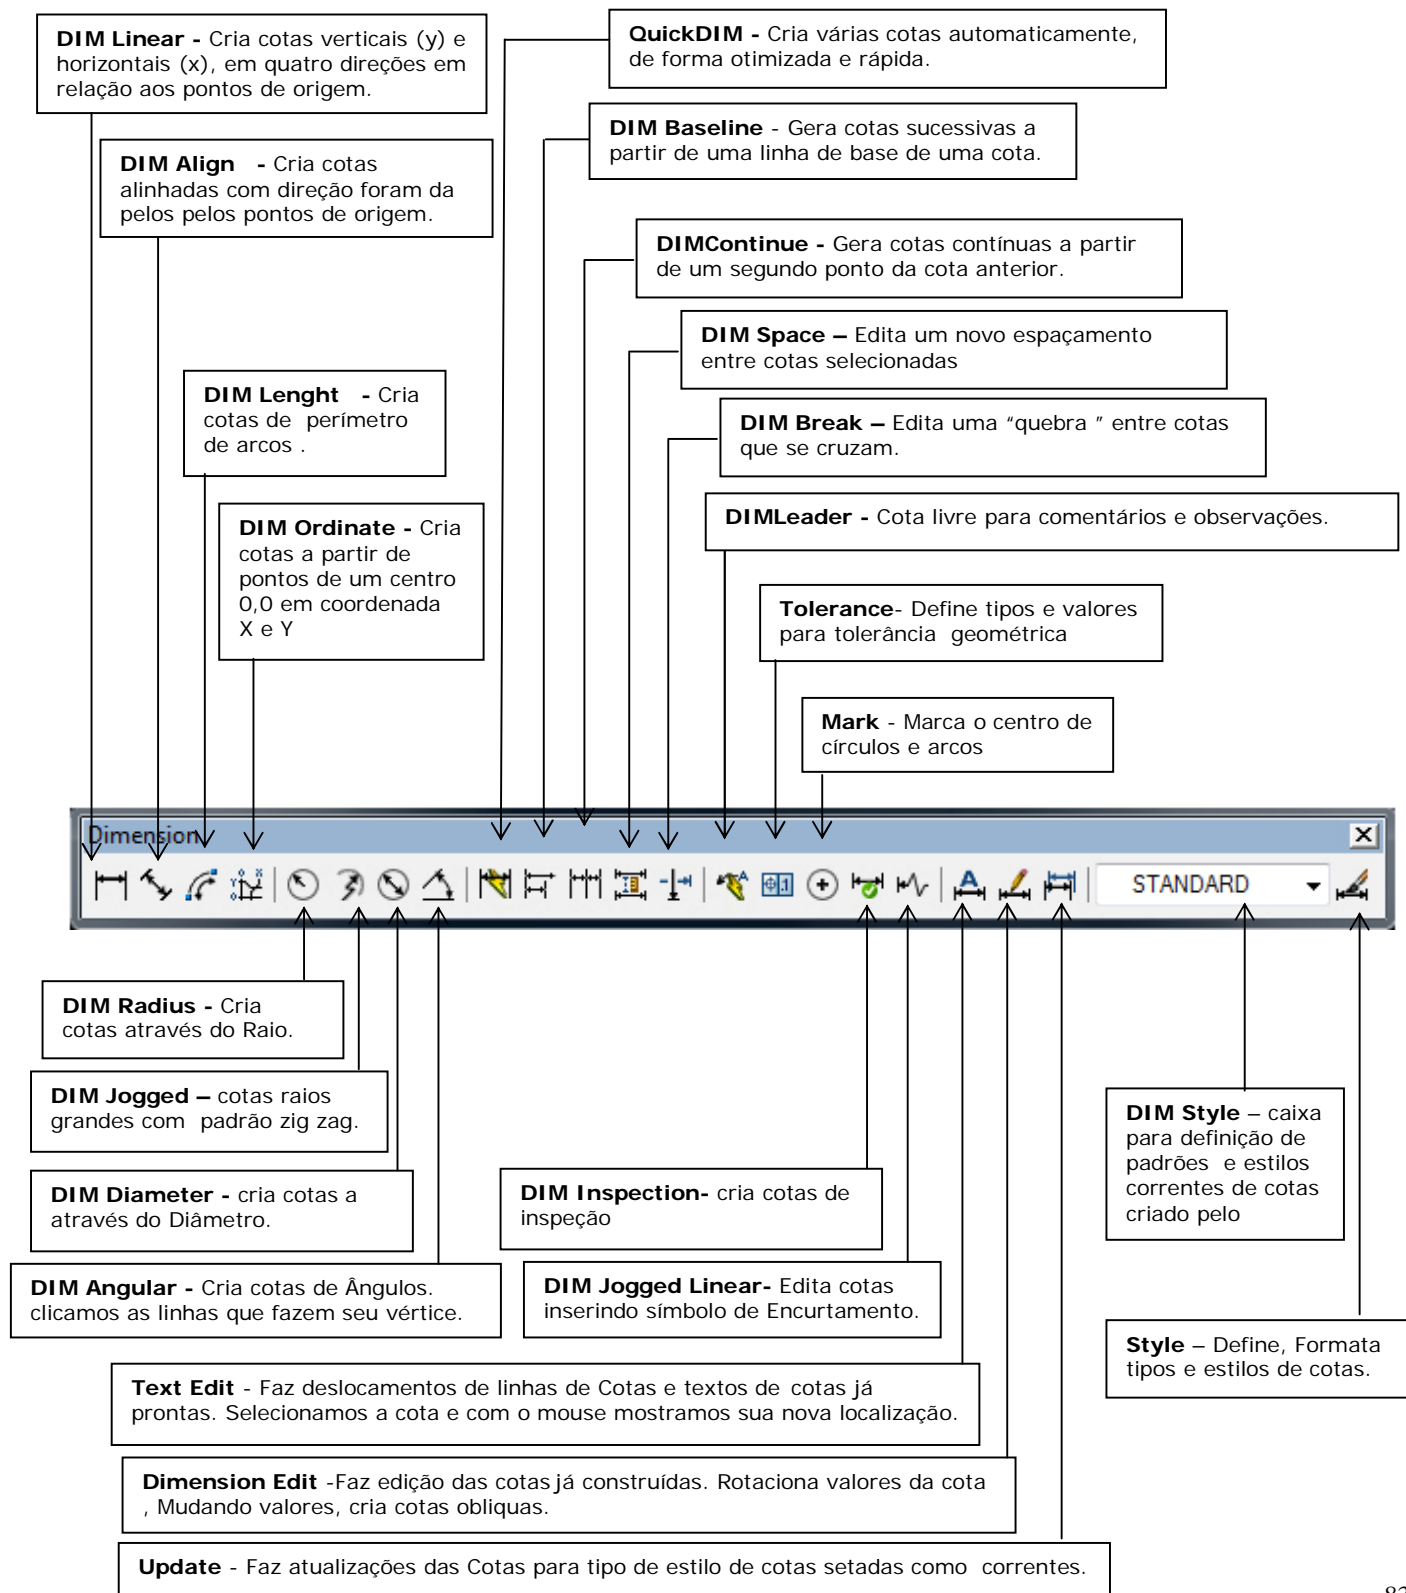 DIM Linear - Cria cotas verticais (y) e
horizontais (x), em quatro direções em
relação aos pontos de origem.
QuickDIM - Cria várias cotas automaticamente,
de forma otimizada e rápida.
DIM Baseline - Gera cotas sucessivas a
partir de uma linha de base de uma cota.
DIM Align - Cria cotas
alinhadas com direção foram da
pelos pelos pontos de origem.
DIMContinue - Gera cotas contínuas a partir
de um segundo ponto da cota anterior.
DIM Space – Edita um novo espaçamento
entre cotas selecionadas
DIM Lenght - Cria
cotas de perímetro
de arcos .
DIM Break – Edita uma “quebra ” entre cotas
que se cruzam.
DIM Ordinate - Cria
cotas a partir de
pontos de um centro
0,0 em coordenada
X e Y
DIMLeader - Cota livre para comentários e observações.
Tolerance- Define tipos e valores
para tolerância geométrica
Mark - Marca o centro de
círculos e arcos
Dimension
STANDARD
DIM Radius - Cria
cotas através do Raio.
DIM Jogged – cotas raios
grandes com padrão zig zag.
DIM Style – caixa
para definição de
padrões e estilos
correntes de cotas
criado pelo
DIM Diameter - cria cotas a
através do Diâmetro.
DIM Inspection- cria cotas de
inspeção
DIM Angular - Cria cotas de Ângulos.
clicamos as linhas que fazem seu vértice.
DIM Jogged Linear- Edita cotas
inserindo símbolo de Encurtamento.
Style – Define, Formata
tipos e estilos de cotas.
Text Edit - Faz deslocamentos de linhas de Cotas e textos de cotas já
prontas. Selecionamos a cota e com o mouse mostramos sua nova localização.
Dimension Edit -Faz edição das cotas já construídas. Rotaciona valores da cota
, Mudando valores, cria cotas obliquas.
Update - Faz atualizações das Cotas para tipo de estilo de cotas setadas como correntes.